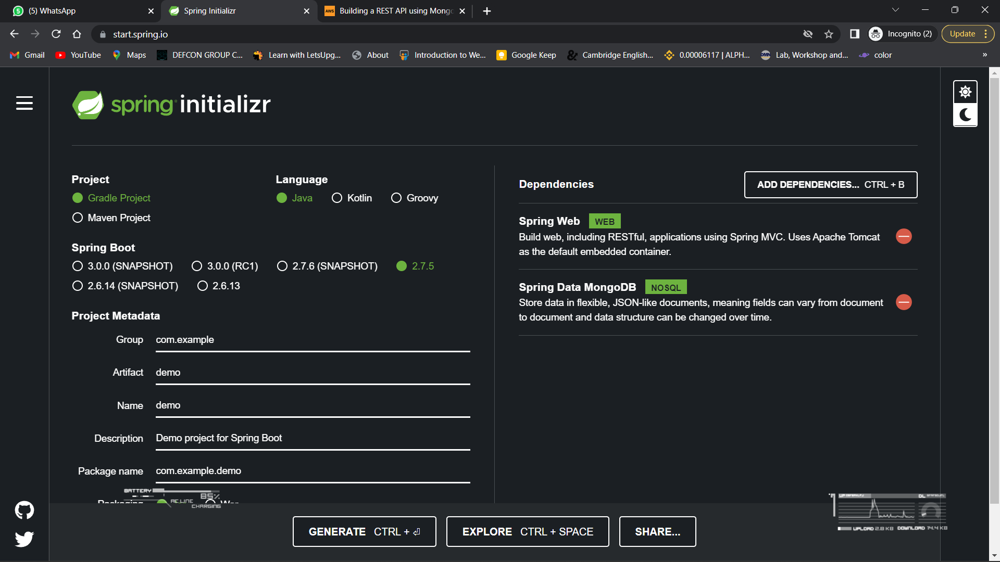 (5) WhatsApp
Spring Initializr
aws Building a REST API using Mongo
start.spring.io
Incognito (2)
Update
Gmail
YouTube
Maps
DEFCON GROUP C...
Learn with LetsUpg...
About
Introduction to We...
Google Keep
Cambridge English...
0.00006117 | ALPH...
Lab, Workshop and...
color
»
spring initializr
Project
Gradle Project
Maven Project
Language
Java
Kotlin
Groovy
Spring Boot
3.0.0 (SNAPSHOT)
3.0.0 (RC1)
2.7.6 (SNAPSHOT)
2.7.5
2.6.14 (SNAPSHOT)
2.6.13
Project Metadata
Group com.example
Artifact demo
Name demo
Description Demo project for Spring Boot
Package name com.example.demo
Packaging
War
BATTERY
85%
AC LINE
CHARGING
Dependencies
ADD DEPENDENCIES... CTRL + B
Spring Web WEB
Build web, including RESTful, applications using Spring MVC. Uses Apache Tomcat
as the default embedded container.
Spring Data MongoDB NOSQL
Store data in flexible, JSON-like documents, meaning fields can vary from document
to document and data structure can be changed over time.
GENERATE CTRL + ⏎
EXPLORE CTRL + SPACE
SHARE...
DL
UPLOAD 2.8 KB DOWNLOAD 14.4 KB